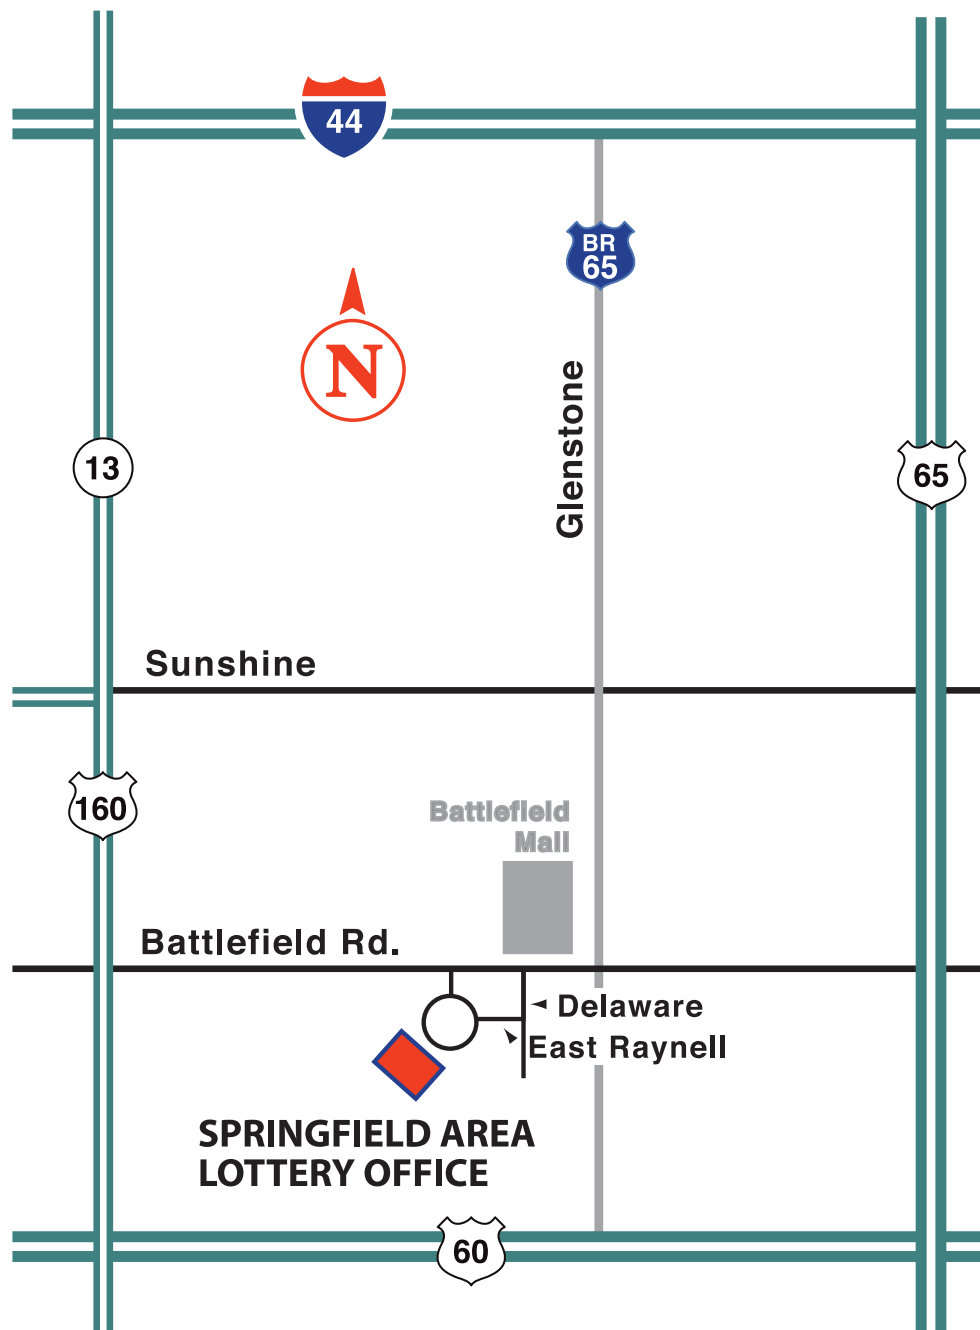 44
BR
65
N
Glenstone
13
65
Sunshine
160
Battlefield
Mall
Battlefield Rd.
Delaware
East Raynell
SPRINGFIELD AREA
LOTTERY OFFICE
60